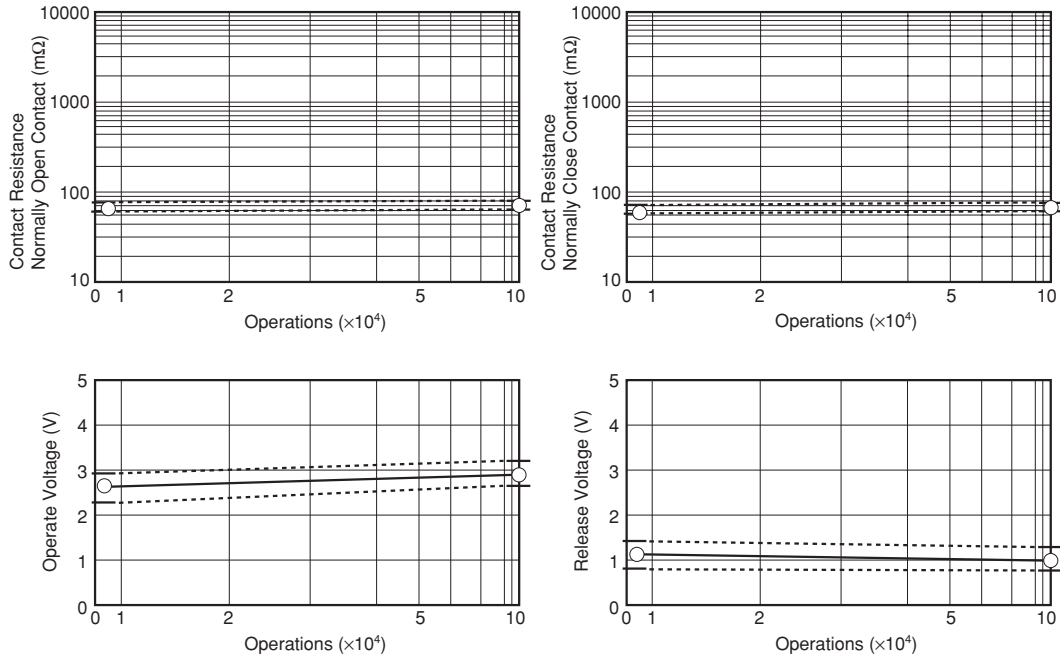 Contact Resistance
Normally Open Contact (mΩ)
10000
1000
100
10
0 1 2 5 10
Operations (×10⁴)
Contact Resistance
Normally Close Contact (mΩ)
10000
1000
100
10
0 1 2 5 10
Operations (×10⁴)
Operate Voltage (V)
5
4
3
2
1
0
0 1 2 5 10
Operations (×10⁴)
Release Voltage (V)
5
4
3
2
1
0
0 1 2 5 10
Operations (×10⁴)